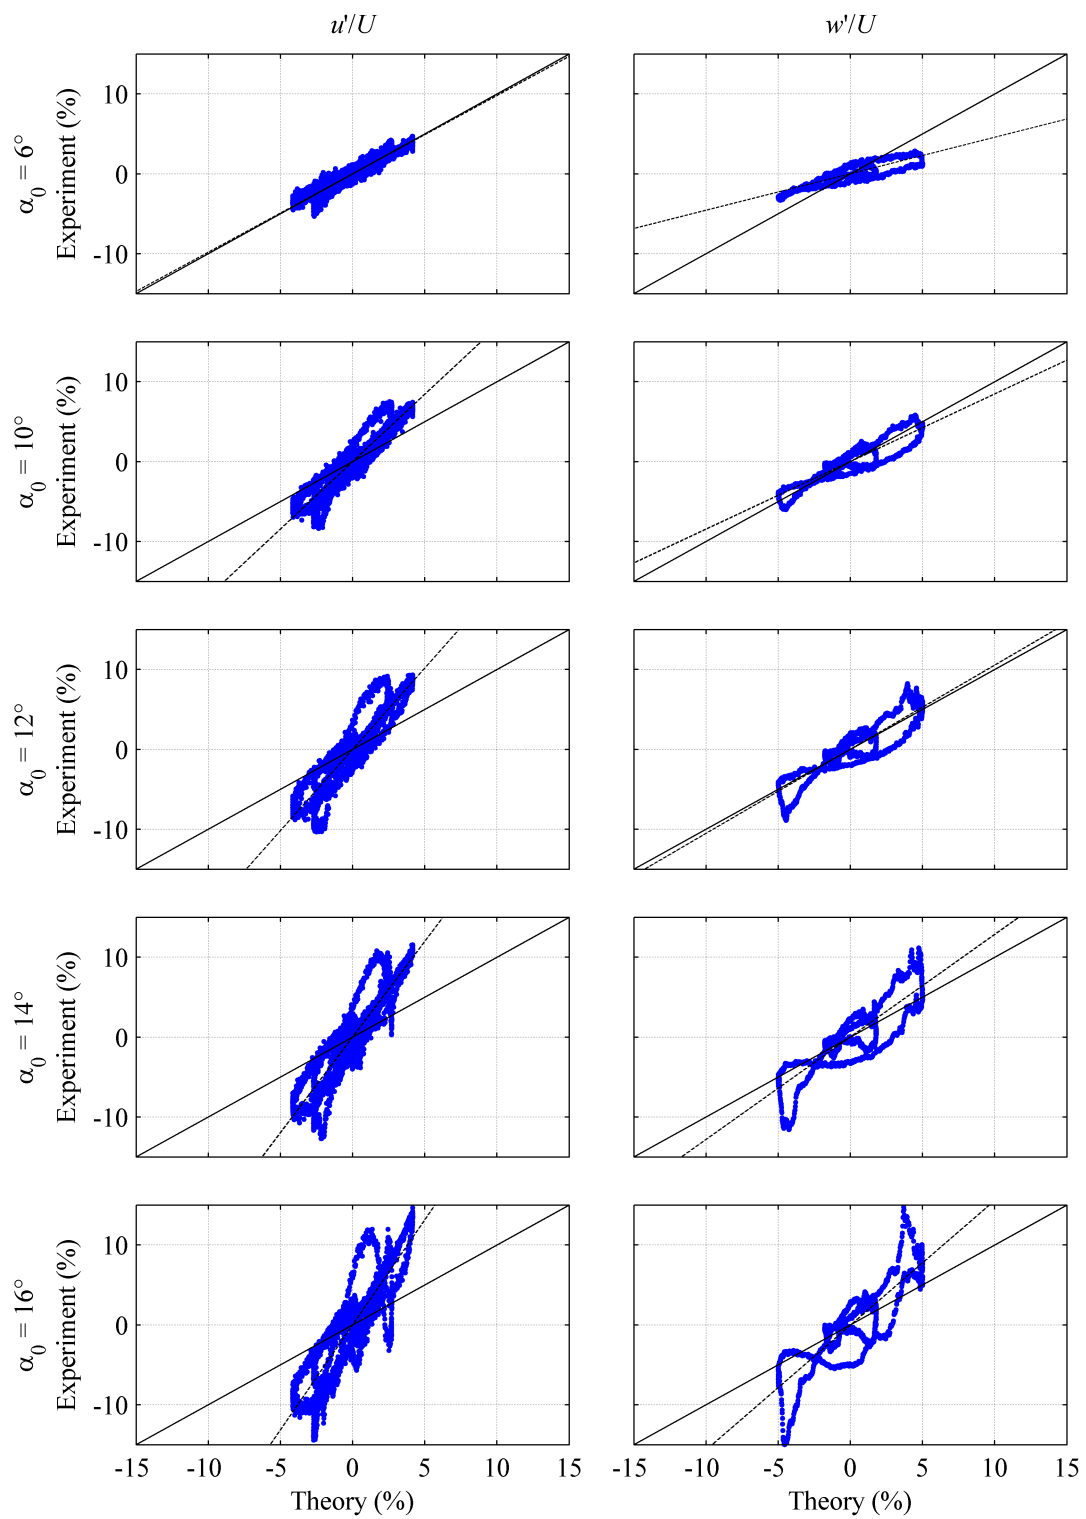 u'/U w'/U
α0 = 6°
Experiment (%)
10
0
-10
α0 = 10°
Experiment (%)
10
0
-10
α0 = 12°
Experiment (%)
10
0
-10
α0 = 14°
Experiment (%)
10
0
-10
α0 = 16°
Experiment (%)
10
0
-10
-15 -10 -5 0 5 10 15 -15 -10 -5 0 5 10 15
Theory (%) Theory (%)